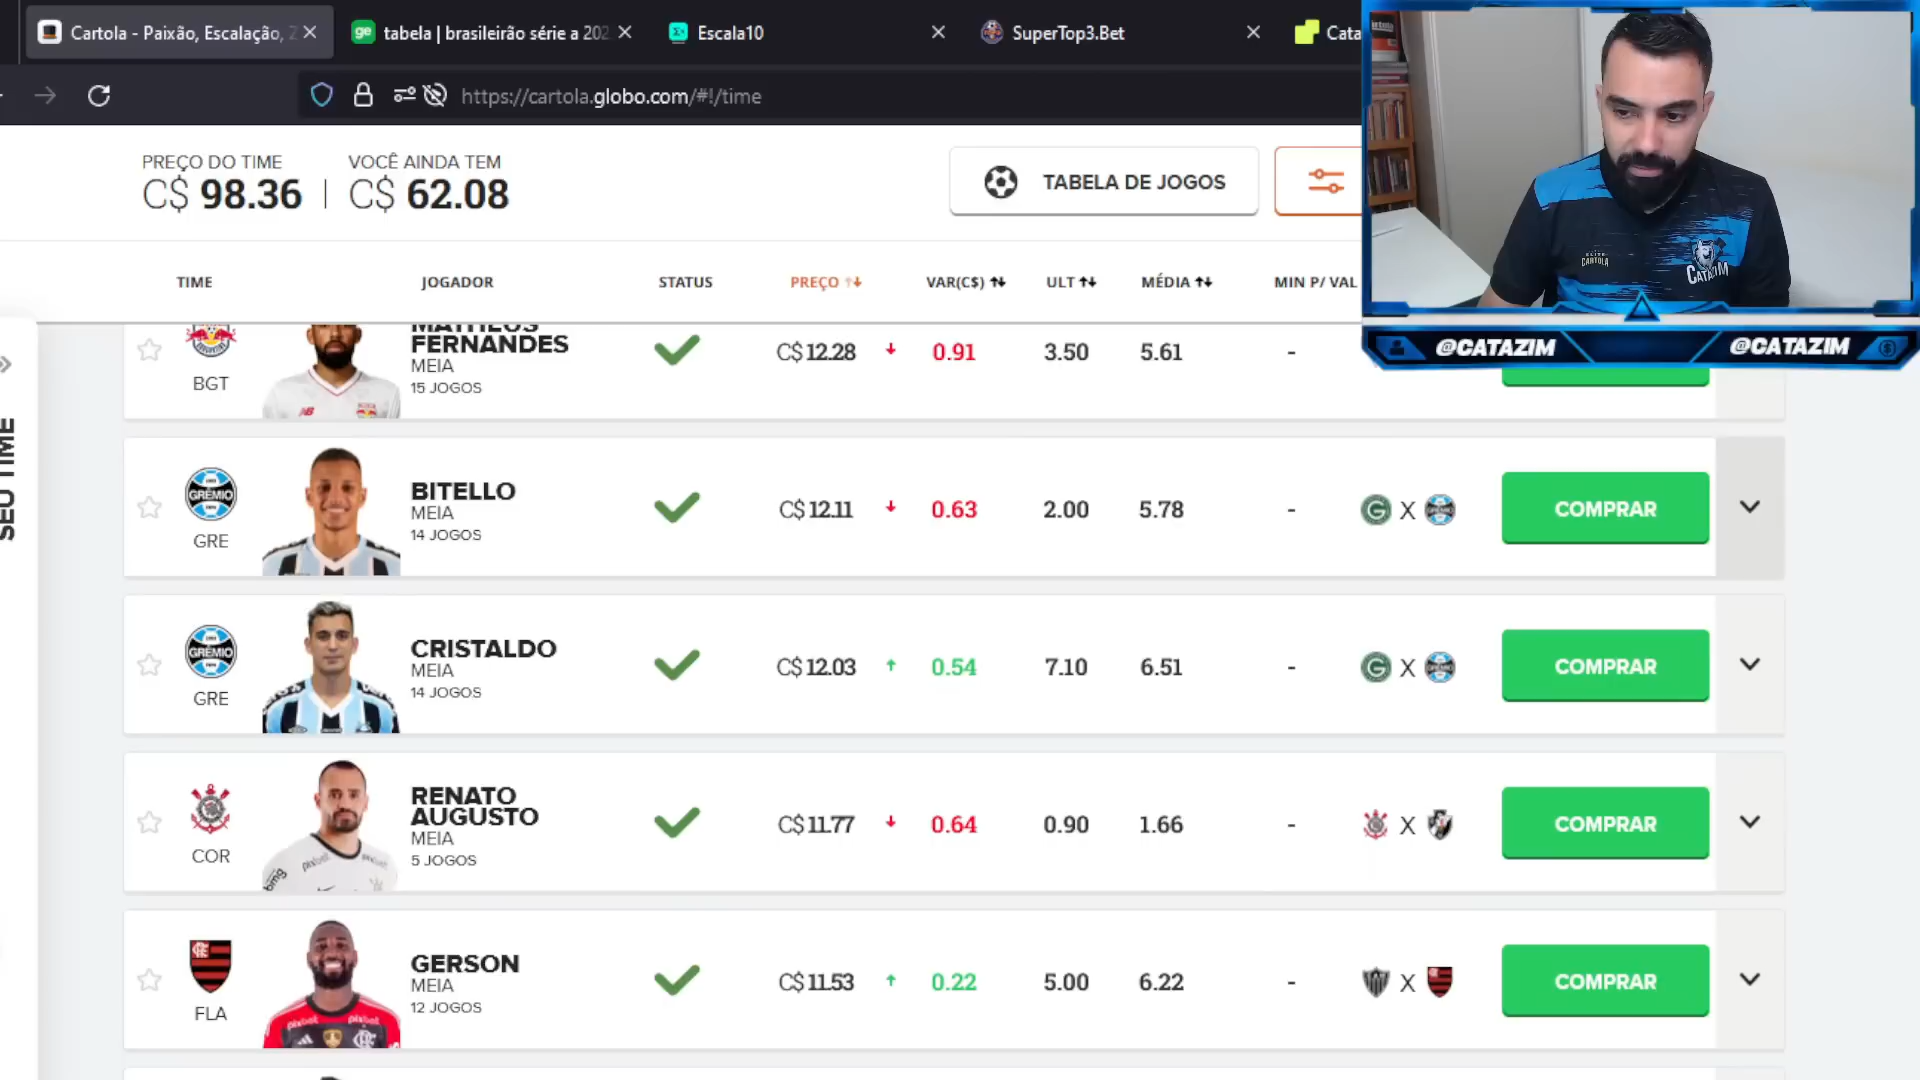 Cartola - Paixão, Escalação, Z
tabela | brasileirão série a 202
Escala10
SuperTop3.Bet
Cata
https://cartola.globo.com/#!/time
PREÇO DO TIME
C$ 98.36
VOCÊ AINDA TEM
C$ 62.08
TABELA DE JOGOS
TIME JOGADOR STATUS PREÇO VAR(C$) ULT MÉDIA MIN P/ VAL
SEU TIME
BGT
MATHEUS
FERNANDES
MEIA
15 JOGOS
C$ 12.28 0.91 3.50 5.61 -
GRÊMIO
GRE
BITELLO
MEIA
14 JOGOS
C$ 12.11 0.63 2.00 5.78 - X COMPRAR
GRÊMIO
GRE
CRISTALDO
MEIA
14 JOGOS
C$ 12.03 0.54 7.10 6.51 - X COMPRAR
COR
RENATO
AUGUSTO
MEIA
5 JOGOS
C$ 11.77 0.64 0.90 1.66 - X COMPRAR
FLA
GERSON
MEIA
12 JOGOS
C$ 11.53 0.22 5.00 6.22 - X COMPRAR
CARTOLA
CATAZIM
@CATAZIM
@CATAZIM